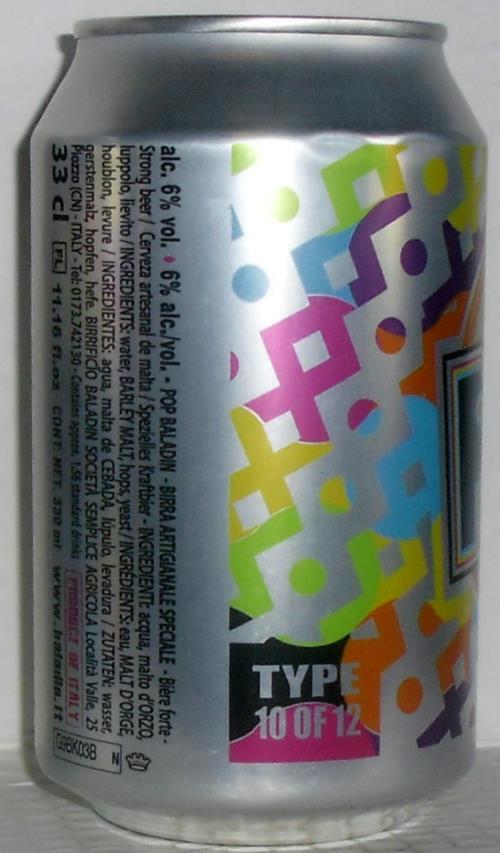 alc. 6% vol. • 6% alc./vol. - POP BALADIN - BIRRA ARTIGIANALE SPECIALE - Bière forte -
Strong beer / Cerveza artesanal de malta / Spezielles Kraftbier - INGREDIENTI: acqua, malto d'ORZO,
luppolo, lievito / INGREDIENTS: water, BARLEY MALT, hops, yeast / INGRÉDIENTS: eau, MALT D'ORGE,
houblon, levure / INGREDIENTES: agua, malta de CEBADA, lúpulo, levadura / ZUTATEN: wasser,
gerstenmalz, hopfen, hefe. BIRRIFICIO BALADIN SOCIETÀ SEMPLICE AGRICOLA Località Valle, 25
Piozzo (CN) - ITALY - Tel: 0173.742130 - Contains approx. 1.56 standard drinks PRODUCT OF ITALY
33 cl FL 11.16 fl.oz CONT. NET. 330 ml www.baladin.it
G9BK03B N
TYPE
10 OF 12